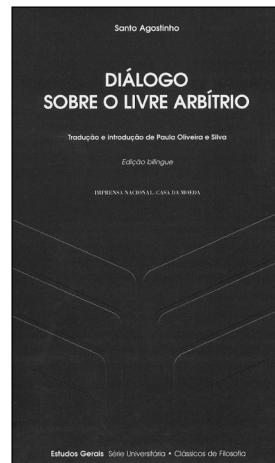 Santo Agostinho
DIÁLOGO
SOBRE O LIVRE ARBÍTRIO
Tradução e introdução de Paula Oliveira e Silva
Edição bilingue
IMPRENSA NACIONAL-CASA DA MOEDA
Estudos Gerais Série Universitária • Clássicos de Filosofia